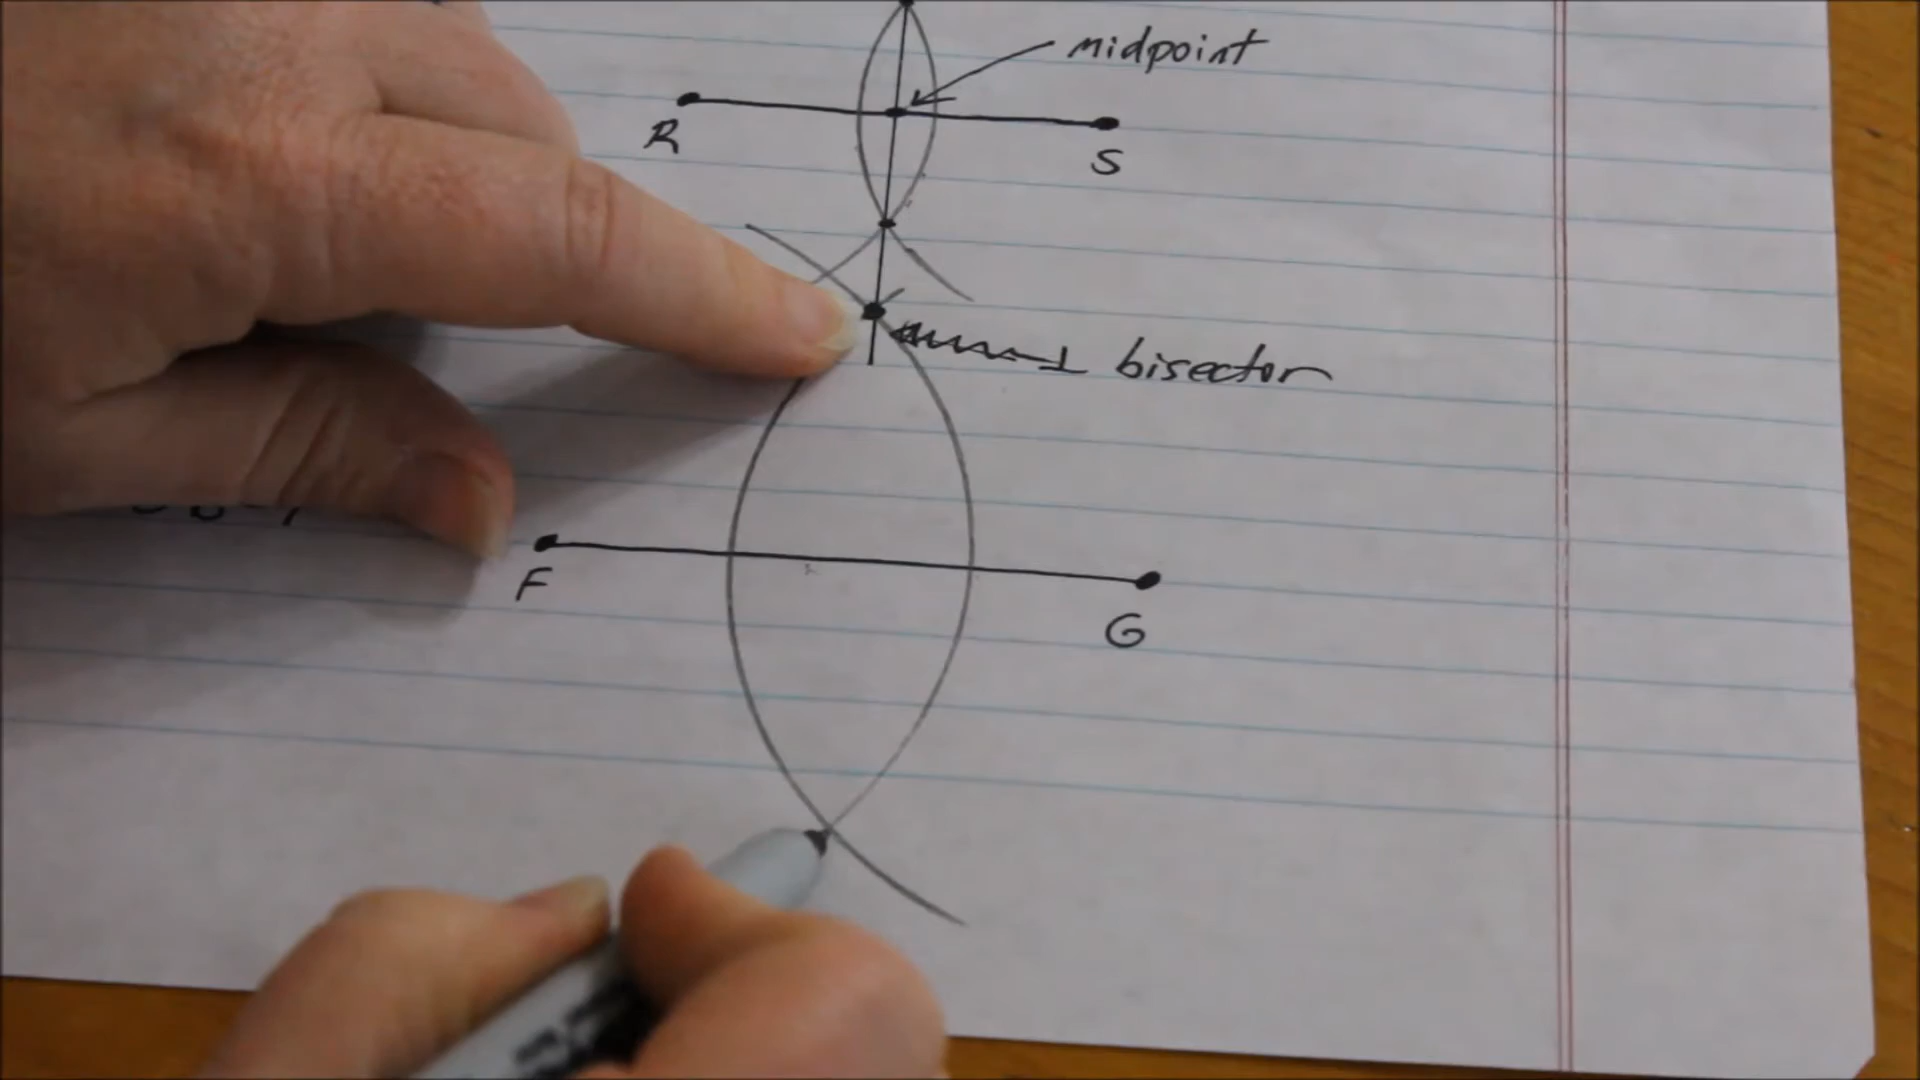 midpoint
R
S
⊥ bisector
F
G